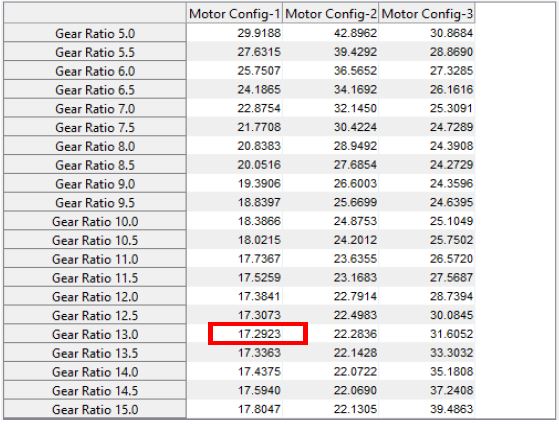 Motor Config-1 Motor Config-2 Motor Config-3
Gear Ratio 5.0 29.9188 42.8962 30.8684
Gear Ratio 5.5 27.6315 39.4292 28.8690
Gear Ratio 6.0 25.7507 36.5652 27.3285
Gear Ratio 6.5 24.1865 34.1692 26.1616
Gear Ratio 7.0 22.8754 32.1450 25.3091
Gear Ratio 7.5 21.7708 30.4224 24.7289
Gear Ratio 8.0 20.8383 28.9492 24.3908
Gear Ratio 8.5 20.0516 27.6854 24.2729
Gear Ratio 9.0 19.3906 26.6003 24.3596
Gear Ratio 9.5 18.8397 25.6699 24.6395
Gear Ratio 10.0 18.3866 24.8753 25.1049
Gear Ratio 10.5 18.0215 24.2012 25.7502
Gear Ratio 11.0 17.7367 23.6355 26.5720
Gear Ratio 11.5 17.5259 23.1683 27.5687
Gear Ratio 12.0 17.3841 22.7914 28.7394
Gear Ratio 12.5 17.3073 22.4983 30.0845
Gear Ratio 13.0 17.2923 22.2836 31.6052
Gear Ratio 13.5 17.3363 22.1428 33.3032
Gear Ratio 14.0 17.4375 22.0722 35.1808
Gear Ratio 14.5 17.5940 22.0690 37.2408
Gear Ratio 15.0 17.8047 22.1305 39.4863